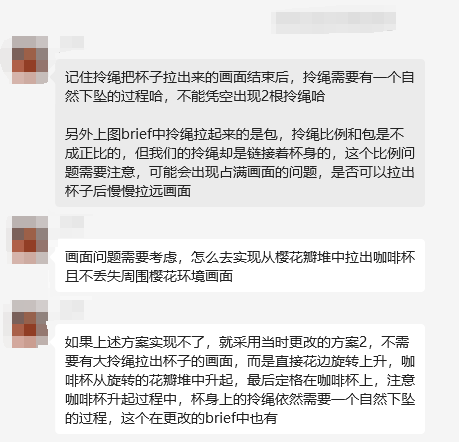 记住拎绳把杯子拉出来的画面结束后，拎绳需要有一个自
然下坠的过程哈，不能凭空出现2根拎绳哈
另外上图brief中拎绳拉起来的是包，拎绳比例和包是不
成正比的，但我们的拎绳却是链接着杯身的，这个比例问
题需要注意，可能会出现占满画面的问题，是否可以拉出
杯子后慢慢拉远画面
画面问题需要考虑，怎么去实现从樱花瓣堆中拉出咖啡杯
且不丢失周围樱花环境画面
如果上述方案实现不了，就采用当时更改的方案2，不需
要有大拎绳拉出杯子的画面，而是直接花边旋转上升，咖
啡杯从旋转的花瓣堆中升起，最后定格在咖啡杯上，注意
咖啡杯升起过程中，杯身上的拎绳依然需要一个自然下坠
的过程，这个在更改的brief中也有